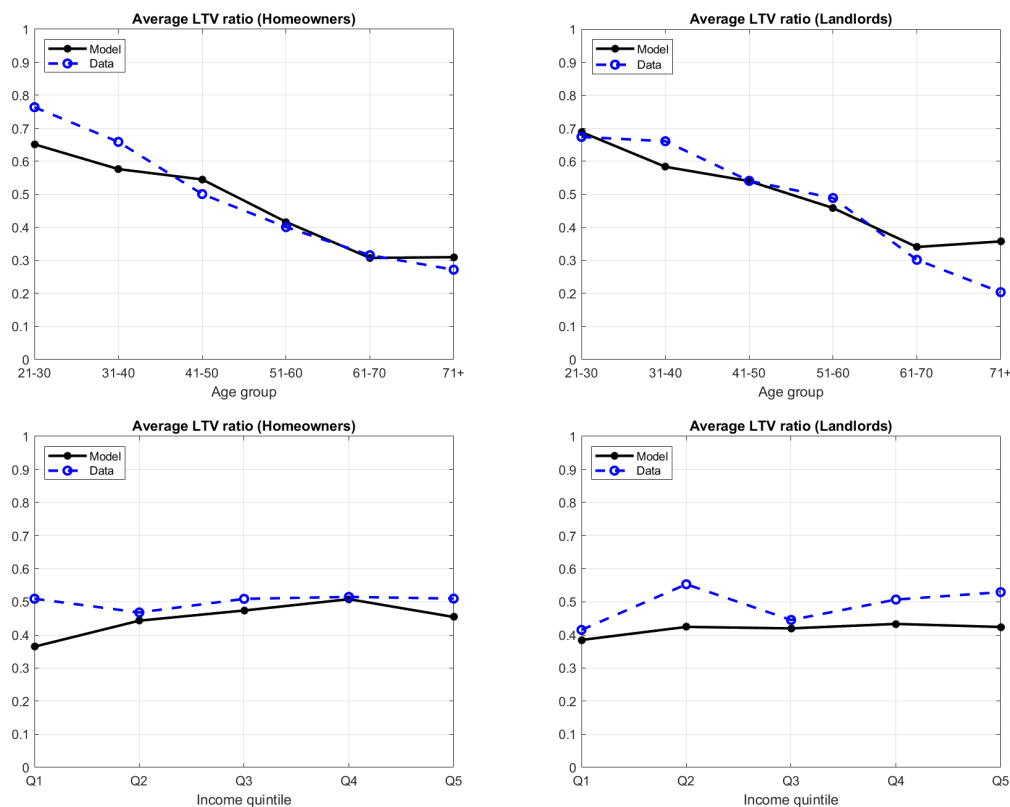 Average LTV ratio (Homeowners)
1
0.9
0.8
0.7
0.6
0.5
0.4
0.3
0.2
0.1
0
Model
Data
21-30 31-40 41-50 51-60 61-70 71+
Age group
Average LTV ratio (Landlords)
1
0.9
0.8
0.7
0.6
0.5
0.4
0.3
0.2
0.1
0
Model
Data
21-30 31-40 41-50 51-60 61-70 71+
Age group
Average LTV ratio (Homeowners)
1
0.9
0.8
0.7
0.6
0.5
0.4
0.3
0.2
0.1
0
Model
Data
Q1 Q2 Q3 Q4 Q5
Income quintile
Average LTV ratio (Landlords)
1
0.9
0.8
0.7
0.6
0.5
0.4
0.3
0.2
0.1
0
Model
Data
Q1 Q2 Q3 Q4 Q5
Income quintile